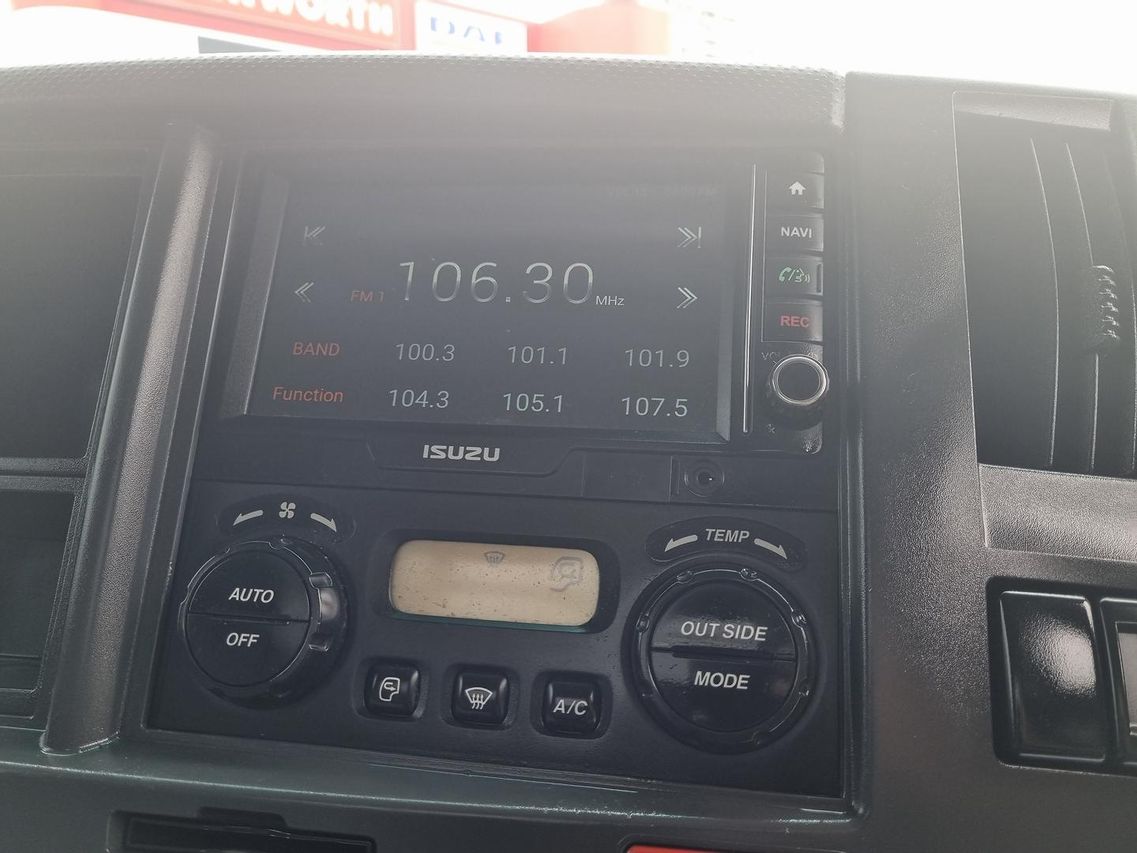 NAVI
106.30
FM 1
MHz
REC
BAND
100.3
101.1
101.9
VOL
Function
104.3
105.1
107.5
ISUZU
TEMP
AUTO
OFF
OUT SIDE
MODE
A/C